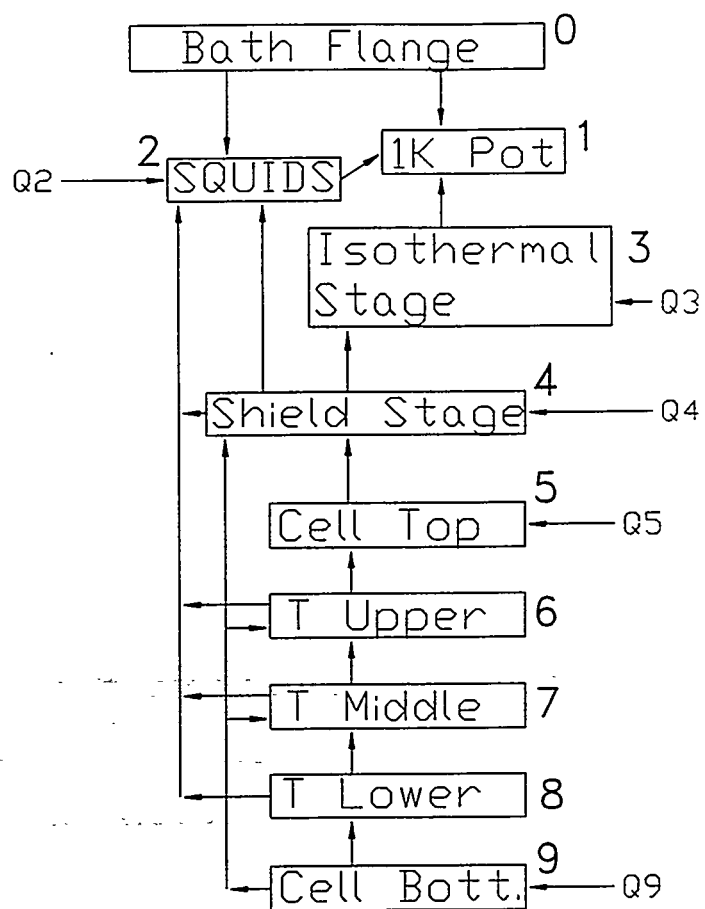 Bath Flange 0
1K Pot 1
2
Q2 SQUIDS
Isothermal 3
Stage Q3
4
Shield Stage Q4
5
Cell Top Q5
T Upper 6
T Middle 7
T Lower 8
9
Cell Bott. Q9